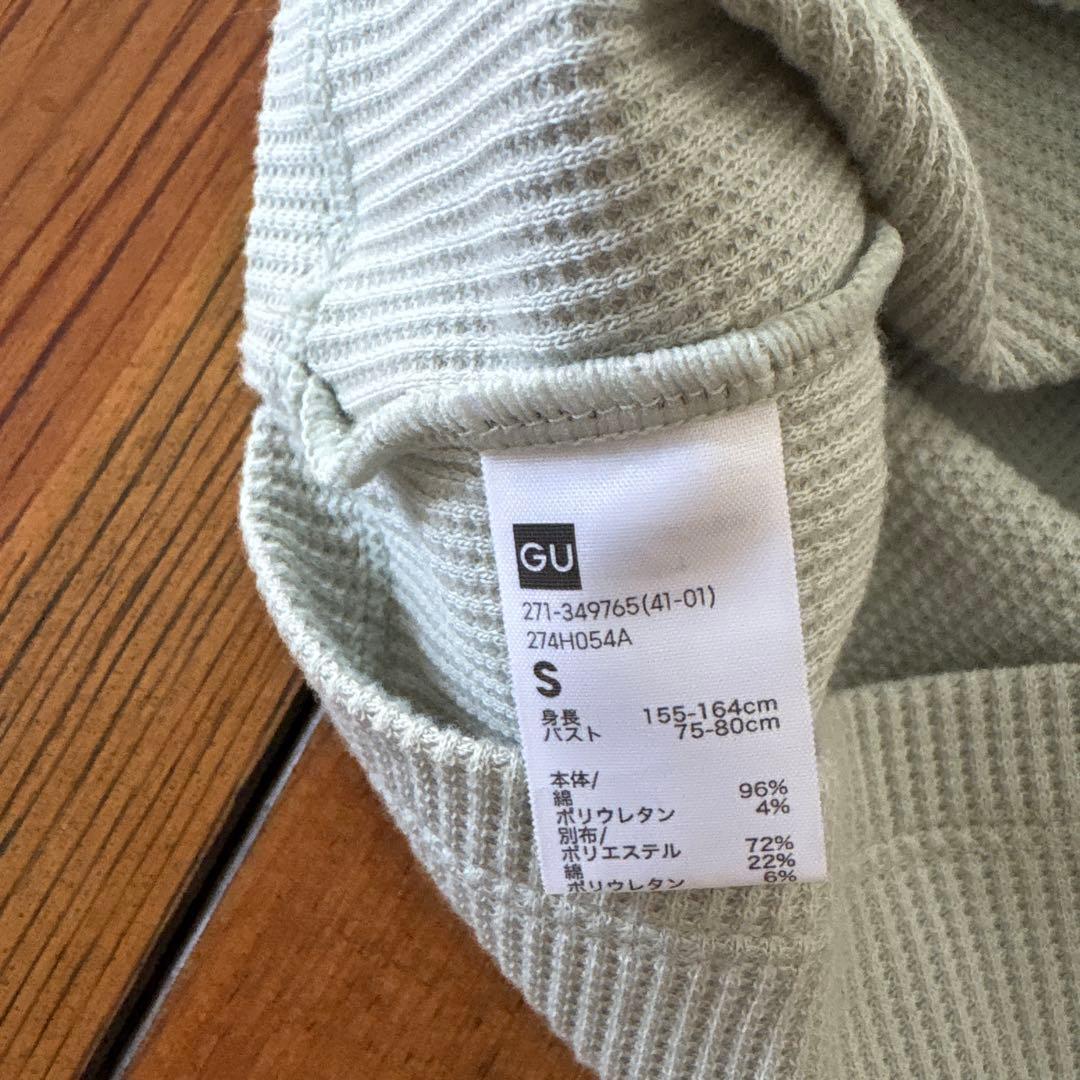 GU
271-349765(41-01)
274H054A
S
身長 155-164cm
バスト 75-80cm
本体/
綿 96%
ポリウレタン 4%
別布/
ポリエステル 72%
綿 22%
ポリウレタン 6%